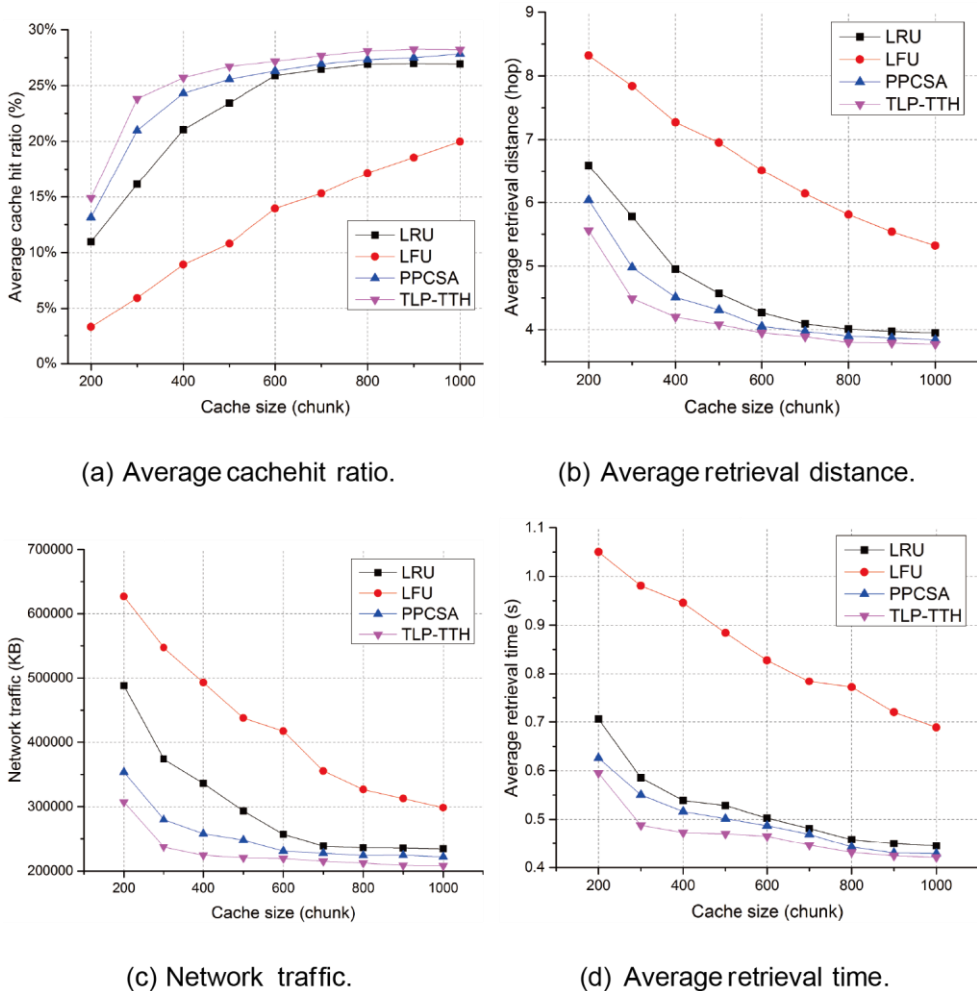 30%
25%
20%
15%
10%
5%
0%
Average cache hit ratio (%)
LRU
LFU
PPCSA
TLP-TTH
200
400
600
800
1000
Cache size (chunk)
(a) Average cachehit ratio.
9
8
7
6
5
4
Average retrieval distance (hop)
LRU
LFU
PPCSA
TLP-TTH
200
400
600
800
1000
Cache size (chunk)
(b) Average retrieval distance.
700000
600000
500000
400000
300000
200000
Network traffic (KB)
LRU
LFU
PPCSA
TLP-TTH
200
400
600
800
1000
Cache size (chunk)
(c) Network traffic.
1.1
1.0
0.9
0.8
0.7
0.6
0.5
0.4
Average retrieval time (s)
LRU
LFU
PPCSA
TLP-TTH
200
400
600
800
1000
Cache size (chunk)
(d) Average retrieval time.